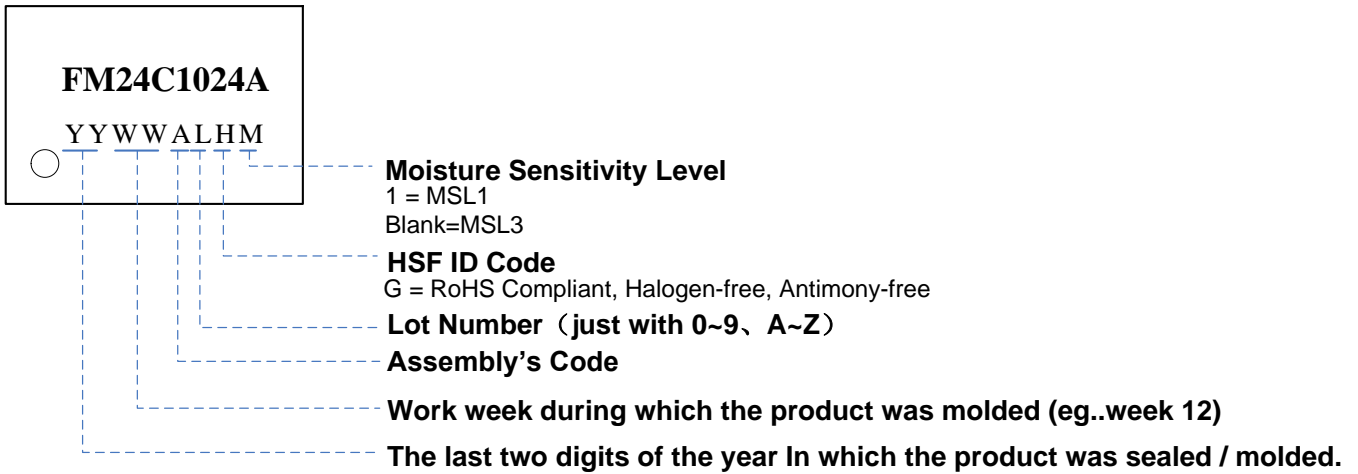 FM24C1024A
YYWWALHM
Moisture Sensitivity Level
1 = MSL1
Blank=MSL3
HSF ID Code
G = RoHS Compliant, Halogen-free, Antimony-free
Lot Number（just with 0~9、A~Z）
Assembly’s Code
Work week during which the product was molded (eg..week 12)
The last two digits of the year In which the product was sealed / molded.